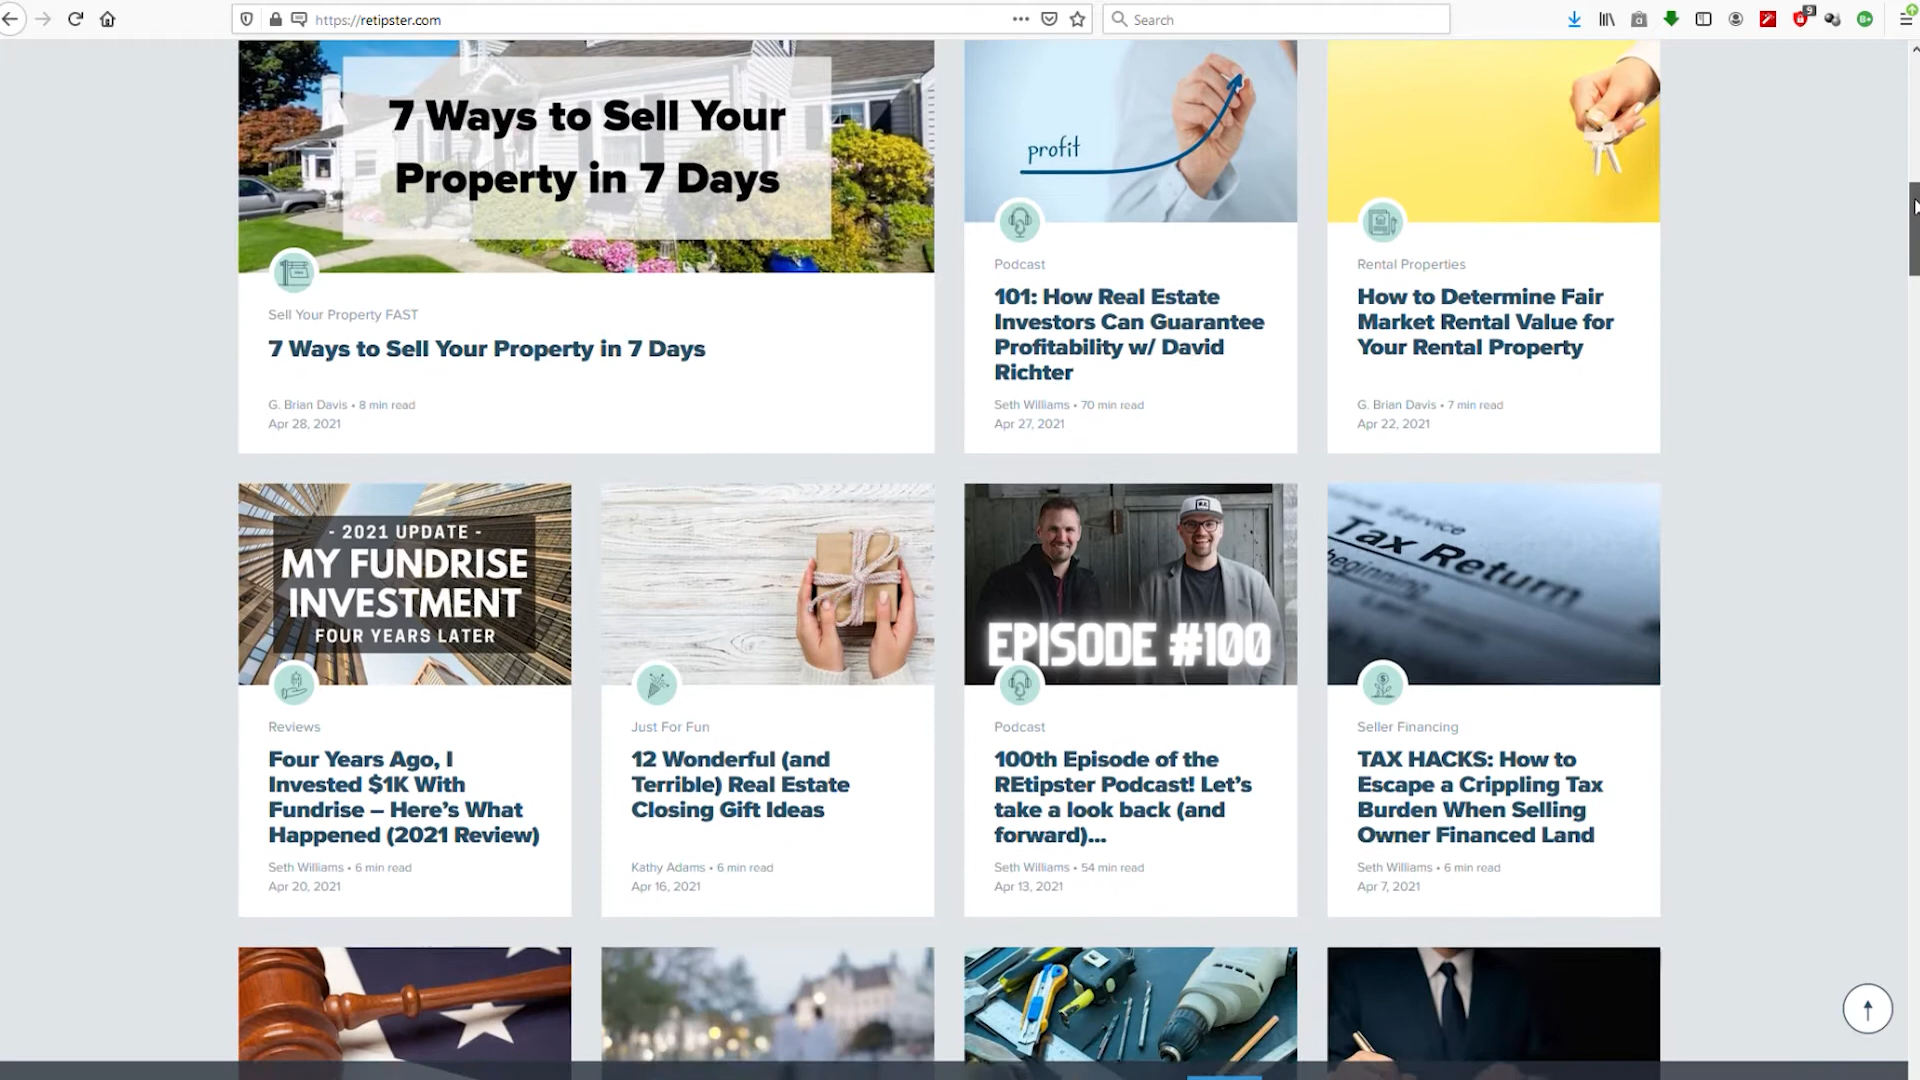 https://retipster.com
Search
9
7 Ways to Sell Your
Property in 7 Days
Sell Your Property FAST
7 Ways to Sell Your Property in 7 Days
G. Brian Davis • 8 min read
Apr 28, 2021
profit
Podcast
101: How Real Estate
Investors Can Guarantee
Profitability w/ David
Richter
Seth Williams • 70 min read
Apr 27, 2021
Rental Properties
How to Determine Fair
Market Rental Value for
Your Rental Property
G. Brian Davis • 7 min read
Apr 22, 2021
- 2021 UPDATE -
MY FUNDRISE
INVESTMENT
FOUR YEARS LATER
Reviews
Four Years Ago, I
Invested $1K With
Fundrise – Here's What
Happened (2021 Review)
Seth Williams • 6 min read
Apr 20, 2021
Just For Fun
12 Wonderful (and
Terrible) Real Estate
Closing Gift Ideas
Kathy Adams • 6 min read
Apr 16, 2021
EPISODE #100
Podcast
100th Episode of the
REtipster Podcast! Let's
take a look back (and
forward)...
Seth Williams • 54 min read
Apr 13, 2021
Service
Tax Return
beginning
Seller Financing
TAX HACKS: How to
Escape a Crippling Tax
Burden When Selling
Owner Financed Land
Seth Williams • 6 min read
Apr 7, 2021